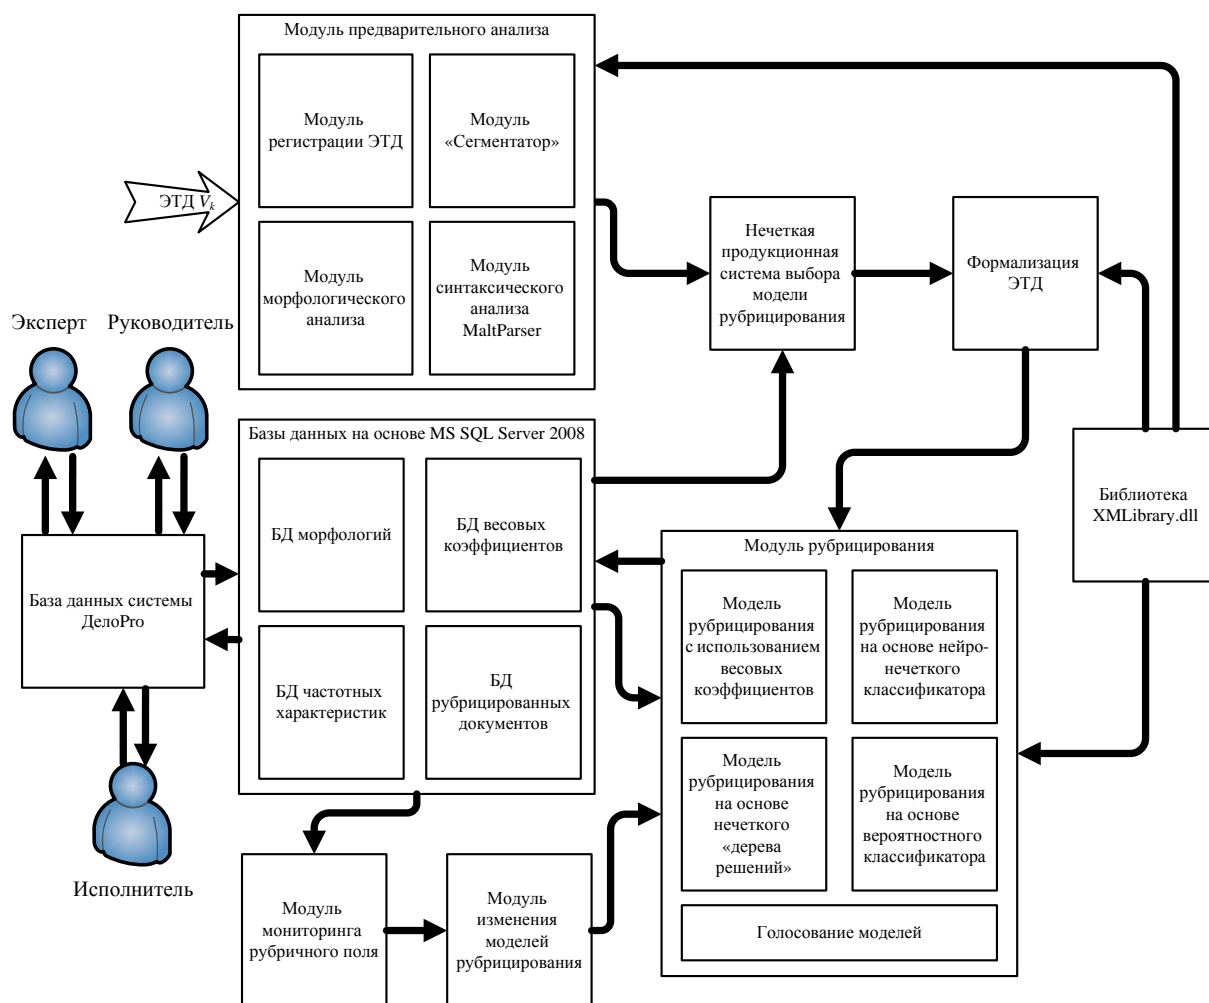 Модуль предварительного анализа
Модуль
регистрации ЭТД
Модуль
«Сегментатор»
ЭТД Vk
Модуль
морфологического
анализа
Модуль
синтаксического
анализа
MaltParser
Нечеткая
продукционная
система выбора
модели
рубрицирования
Формализация
ЭТД
Эксперт
Руководитель
Базы данных на основе MS SQL Server 2008
БД морфологий
БД весовых
коэффициентов
БД частотных
характеристик
БД
рубрицированных
документов
База данных системы
ДелоPro
Исполнитель
Библиотека
XMLibrary.dll
Модуль рубрицирования
Модель
рубрицирования
с использованием
весовых
коэффициентов
Модель
рубрицирования
на основе нейро-
нечеткого
классификатора
Модель
рубрицирования
на основе
нечеткого
«дерева
решений»
Модель
рубрицирования
на основе
вероятностного
классификатора
Голосование моделей
Модуль
мониторинга
рубричного поля
Модуль
изменения
моделей
рубрицирования